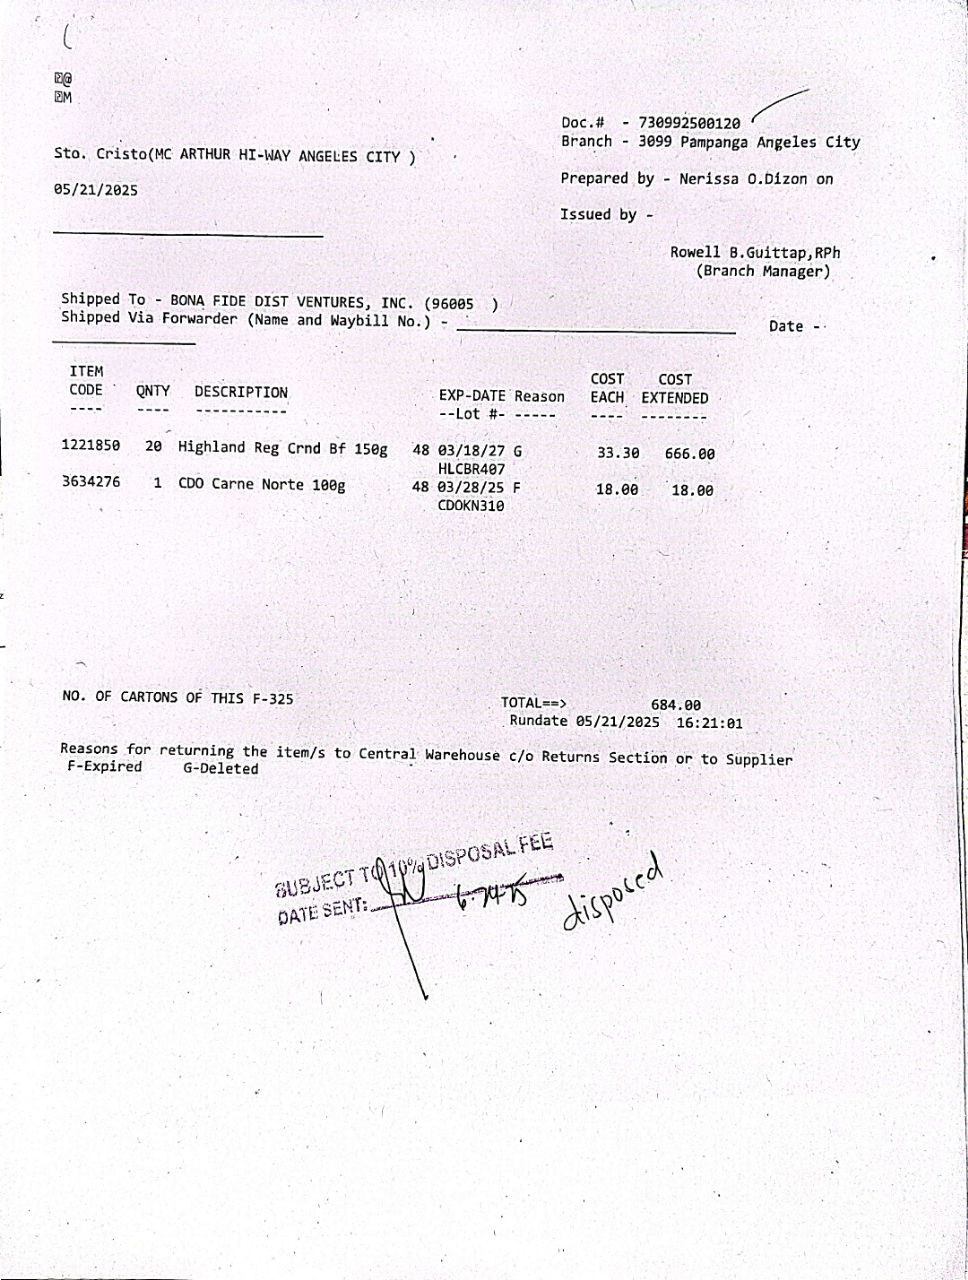 @
M
Doc.# - 730992500120
Branch - 3099 Pampanga Angeles City
Sto. Cristo(MC ARTHUR HI-WAY ANGELES CITY )
Prepared by - Nerissa O.Dizon on
05/21/2025
Issued by -
Rowell B.Guittap,RPh
(Branch Manager)
Shipped To - BONA FIDE DIST VENTURES, INC. (96005 )
Shipped Via Forwarder (Name and Waybill No.) - Date -
ITEM COST COST
CODE QNTY DESCRIPTION EXP-DATE Reason EACH EXTENDED
---- ---- ----------- --Lot #- ----- ---- --------
1221850 20 Highland Reg Crnd Bf 150g 48 03/18/27 G 33.30 666.00
HLCBR407
3634276 1 CDO Carne Norte 100g 48 03/28/25 F 18.00 18.00
CDOKN310
NO. OF CARTONS OF THIS F-325 TOTAL==> 684.00
Rundate 05/21/2025 16:21:01
Reasons for returning the item/s to Central Warehouse c/o Returns Section or to Supplier
F-Expired G-Deleted
SUBJECT TO 10% DISPOSAL FEE
DATE SENT:
disposed